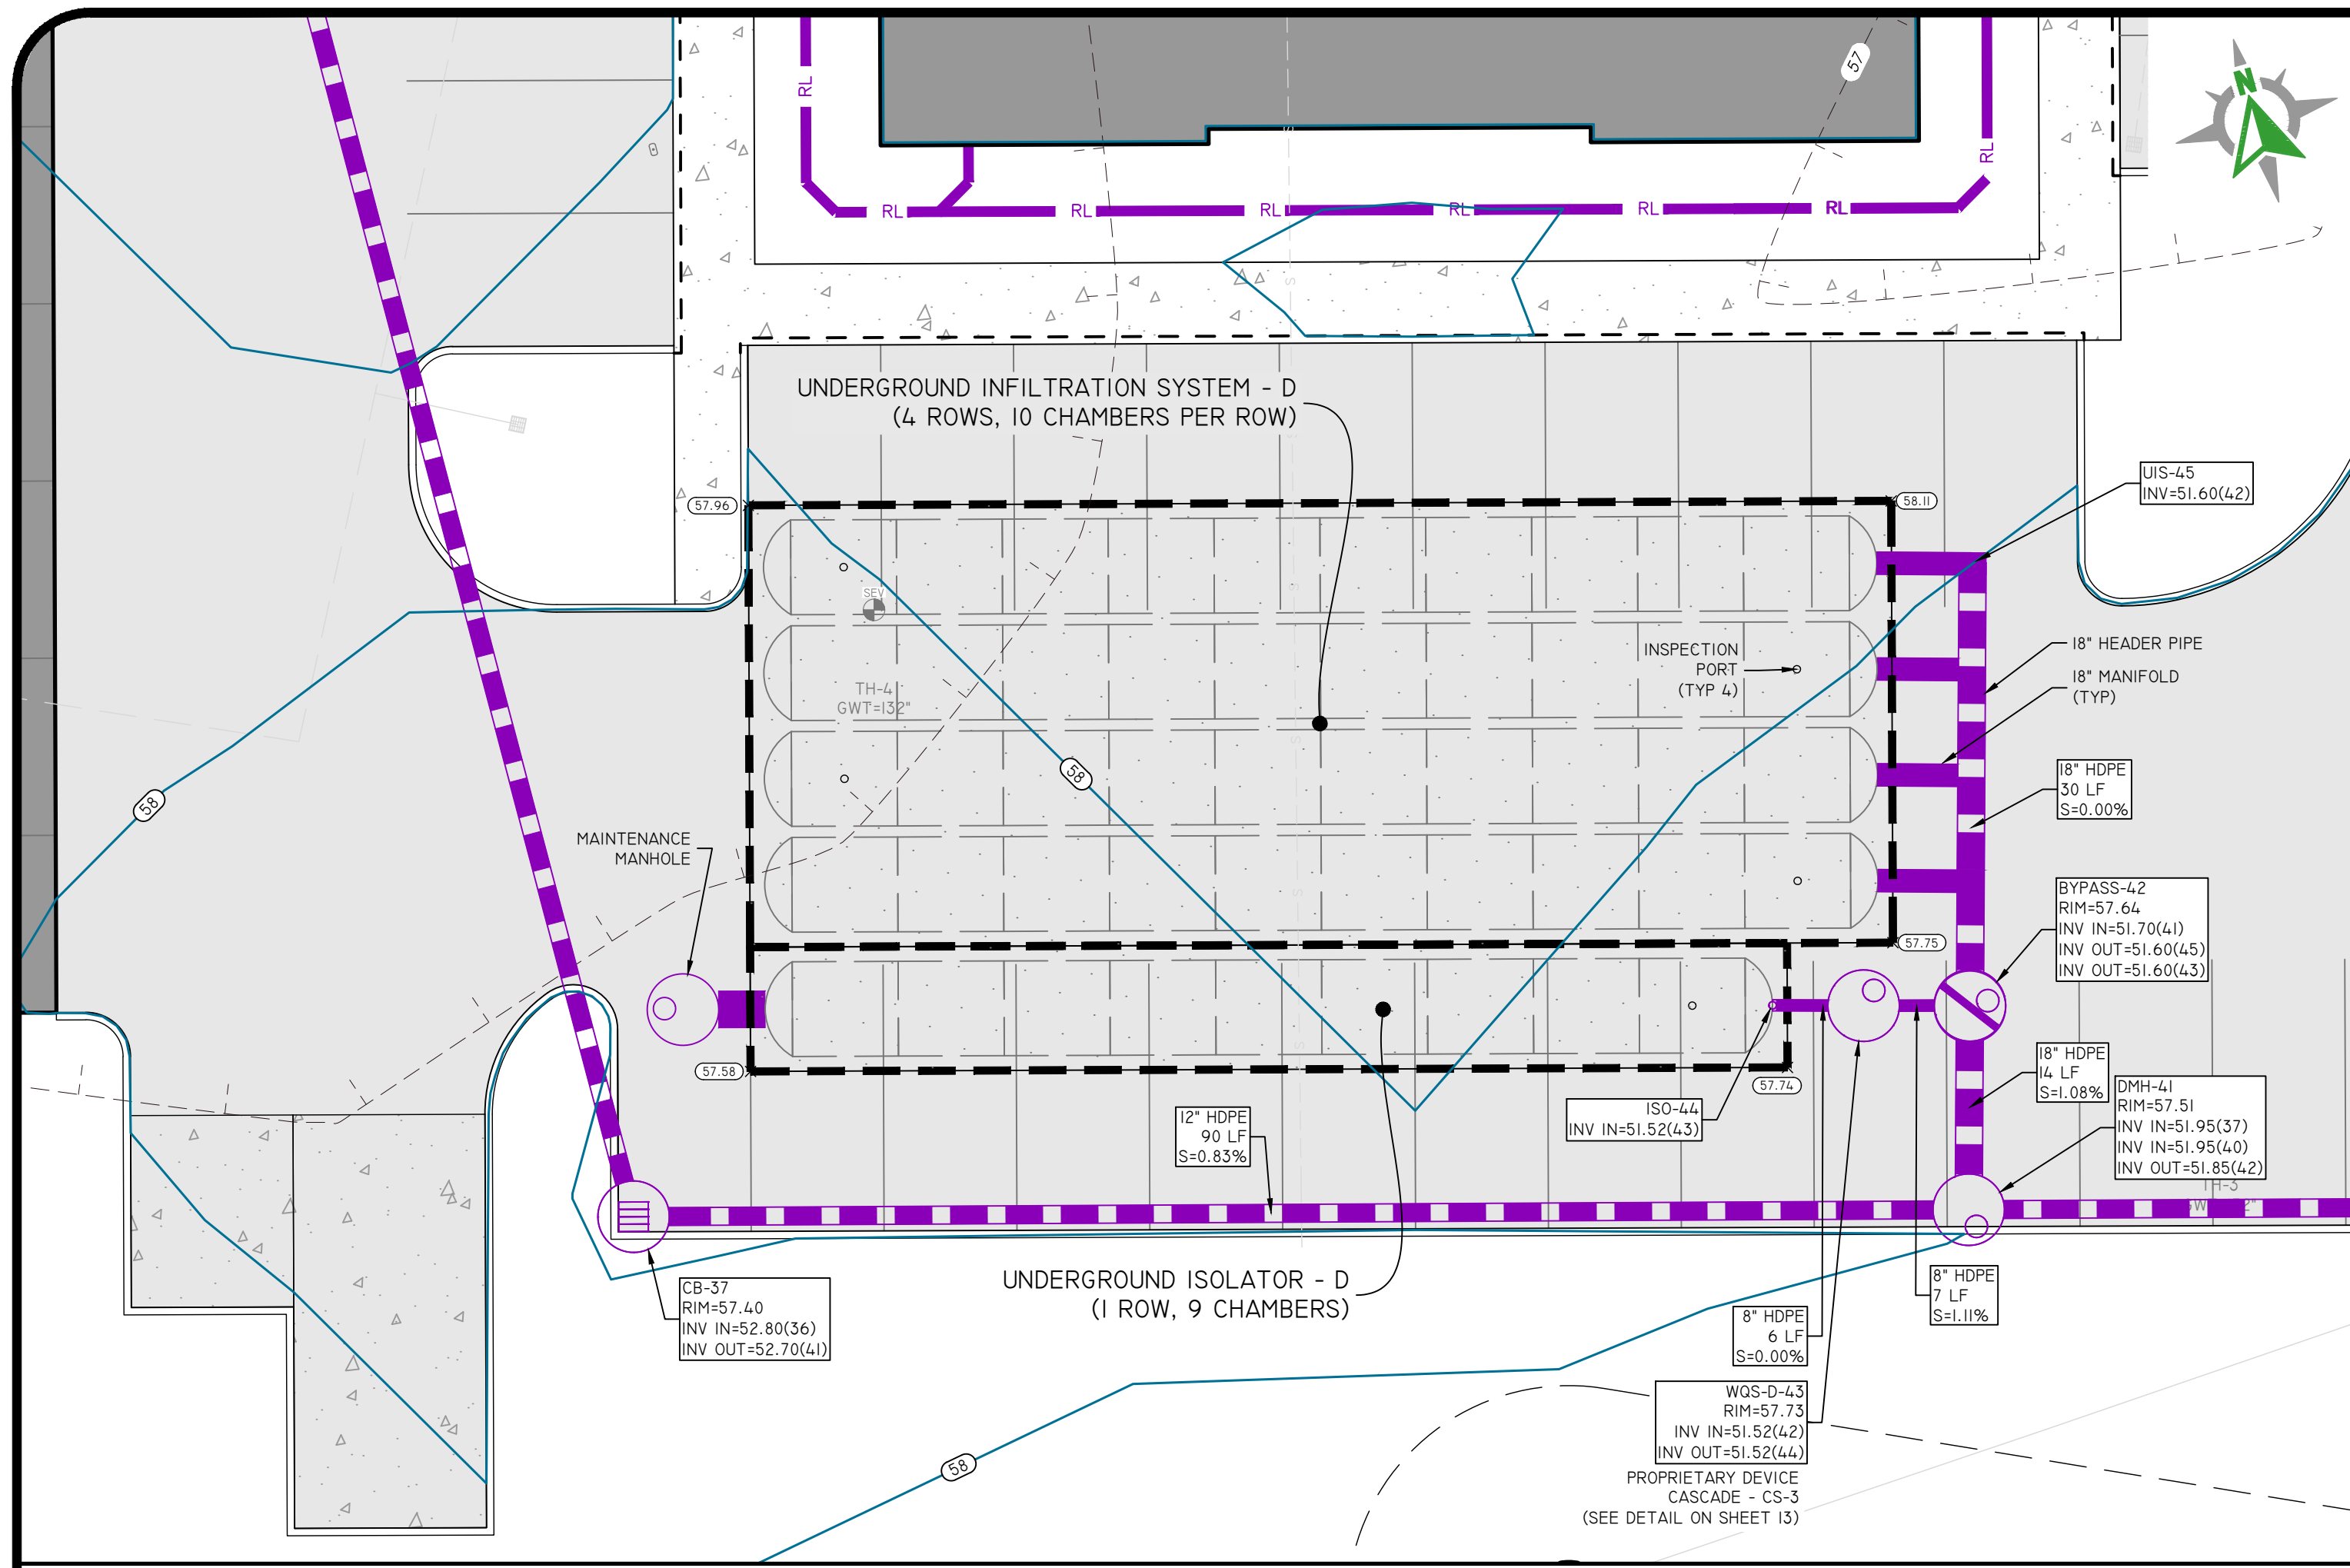 N
57
RL
RL
RL
RL
RL
RL
RL
RL
S
UNDERGROUND INFILTRATION SYSTEM - D
(4 ROWS, 10 CHAMBERS PER ROW)
57.96
58.11
UIS-45
INV=51.60(42)
SEV
TH-4
GWT=132"
INSPECTION
PORT
(TYP 4)
18" HEADER PIPE
18" MANIFOLD
(TYP)
58
58
18" HDPE
30 LF
S=0.00%
MAINTENANCE
MANHOLE
BYPASS-42
RIM=57.64
INV IN=51.70(41)
INV OUT=51.60(45)
INV OUT=51.60(43)
57.75
57.58
57.74
18" HDPE
14 LF
S=1.08%
DMH-41
RIM=57.51
INV IN=51.95(37)
INV IN=51.95(40)
INV OUT=51.85(42)
TH-3
12" HDPE
90 LF
S=0.83%
ISO-44
INV IN=51.52(43)
UNDERGROUND ISOLATOR - D
(1 ROW, 9 CHAMBERS)
CB-37
RIM=57.40
INV IN=52.80(36)
INV OUT=52.70(41)
8" HDPE
7 LF
S=1.11%
8" HDPE
6 LF
S=0.00%
WQS-D-43
RIM=57.73
INV IN=51.52(42)
INV OUT=51.52(44)
PROPRIETARY DEVICE
CASCADE - CS-3
(SEE DETAIL ON SHEET 13)
58